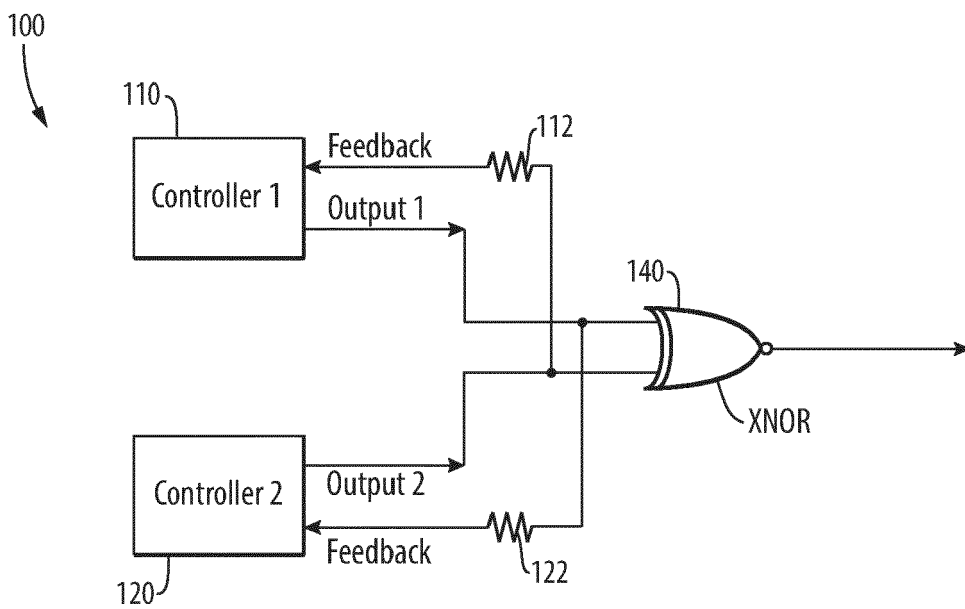 100
110
Feedback
112
Controller 1
Output 1
140
XNOR
Controller 2
Output 2
Feedback
120
122